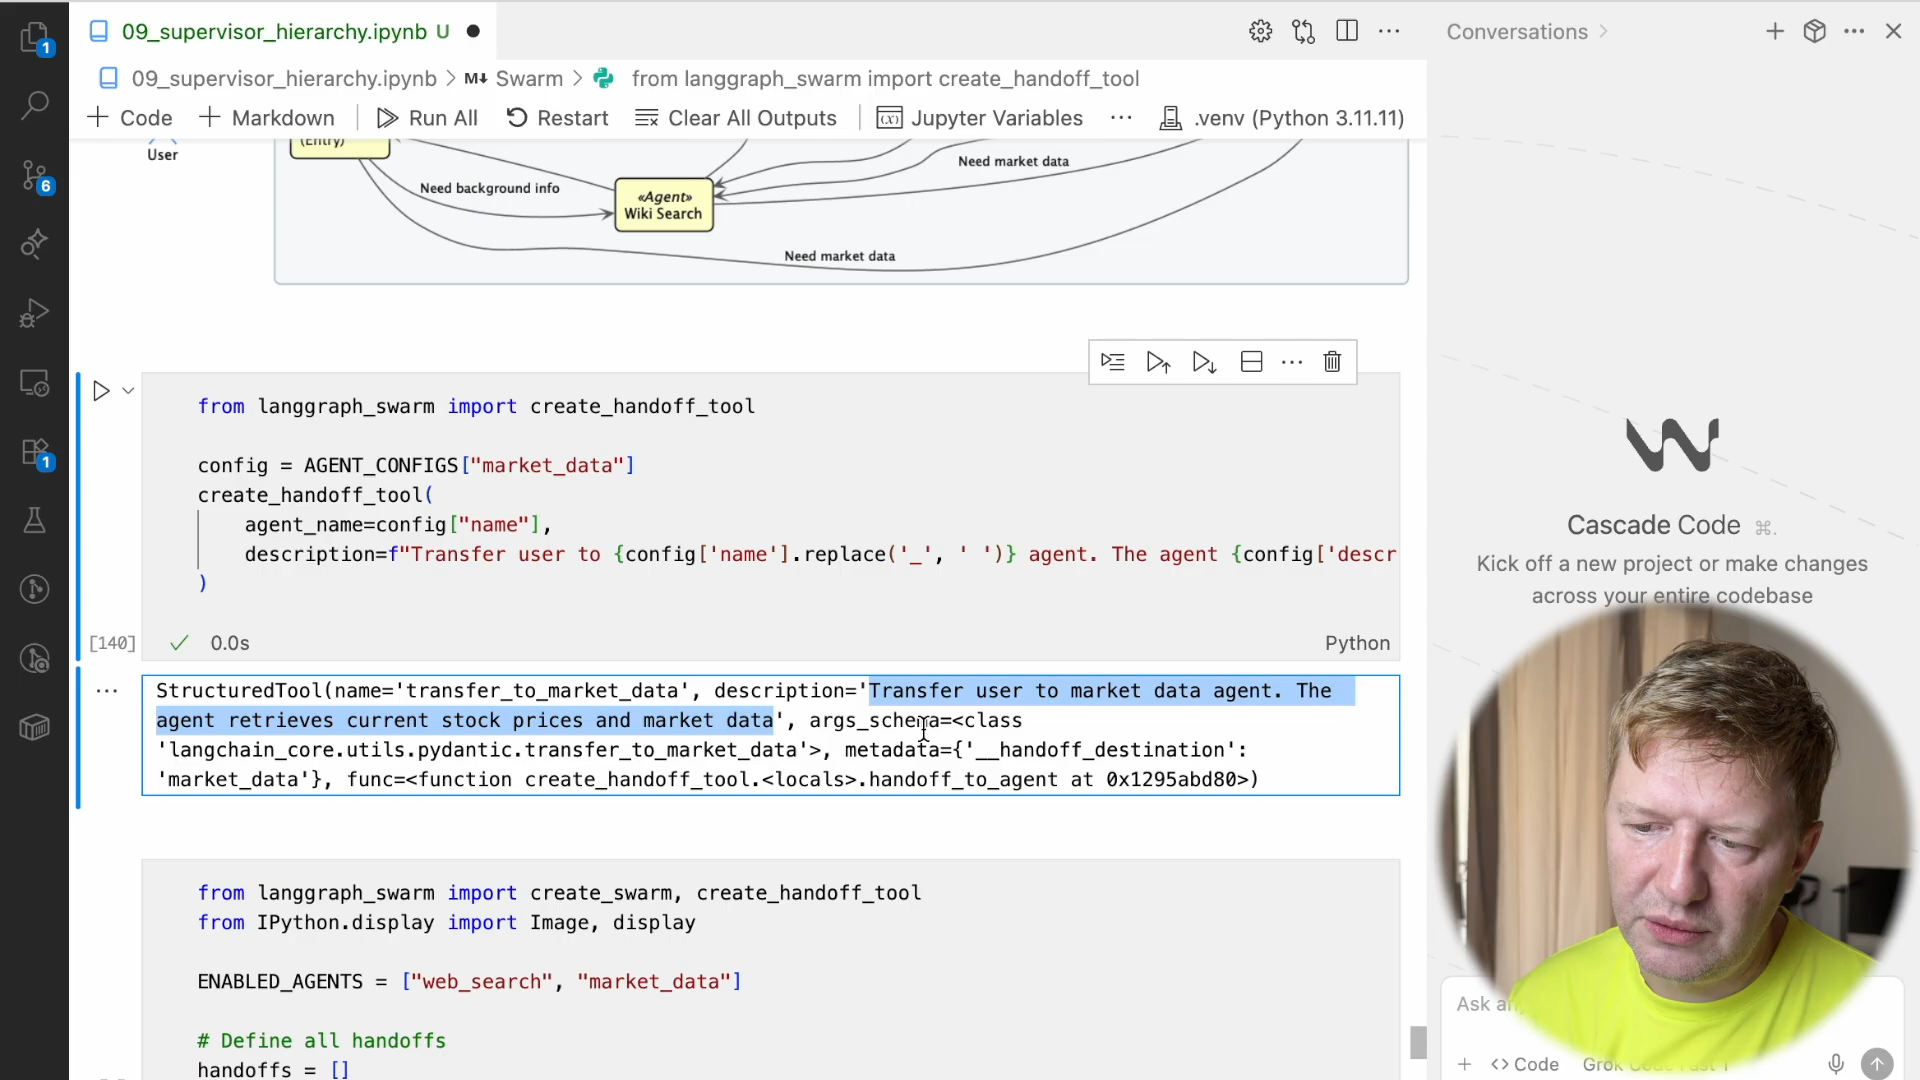 09_supervisor_hierarchy.ipynb U
Conversations
1
09_supervisor_hierarchy.ipynb > M↓ Swarm > from langgraph_swarm import create_handoff_tool
+ Code + Markdown Run All Restart Clear All Outputs Jupyter Variables ... .venv (Python 3.11.11)
(Entry)
User
Need market data
6
Need background info
«Agent»
Wiki Search
Need market data
from langgraph_swarm import create_handoff_tool
config = AGENT_CONFIGS["market_data"]
1
create_handoff_tool(
agent_name=config["name"],
description=f"Transfer user to {config['name'].replace('_', ' ')} agent. The agent {config['descr
)
[140] 0.0s Python
Cascade Code ⌘.
Kick off a new project or make changes
across your entire codebase
StructuredTool(name='transfer_to_market_data', description='Transfer user to market data agent. The
agent retrieves current stock prices and market data', args_schema=<class
'langchain_core.utils.pydantic.transfer_to_market_data'>, metadata={'__handoff_destination':
'market_data'}, func=<function create_handoff_tool.<locals>.handoff_to_agent at 0x1295abd80>)
from langgraph_swarm import create_swarm, create_handoff_tool
from IPython.display import Image, display
ENABLED_AGENTS = ["web_search", "market_data"]
# Define all handoffs
handoffs = []
Ask
+ <> Code Grok